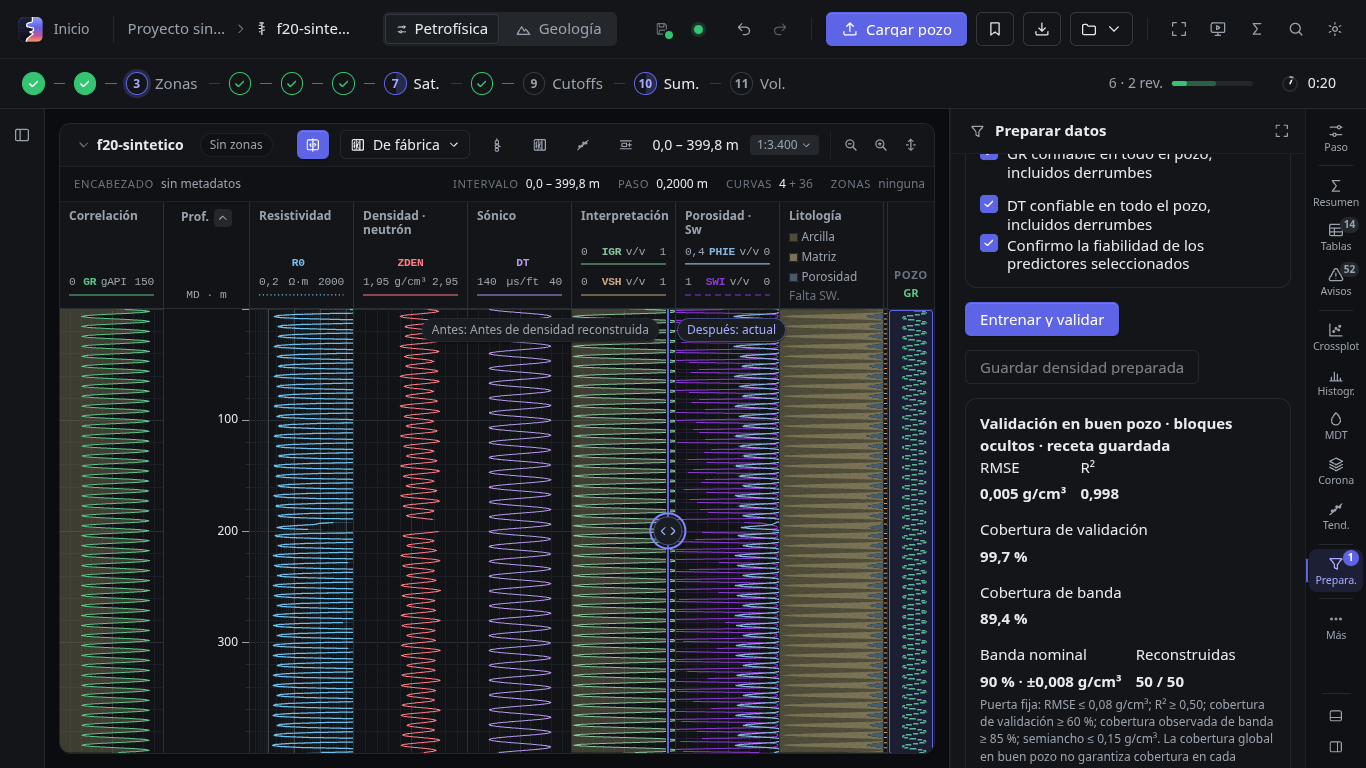 Inicio
Proyecto sin...
f20-sinte...
Petrofísica
Geología
Cargar pozo
3 Zonas
7 Sat.
9 Cutoffs
10 Sum.
11 Vol.
6 · 2 rev.
0:20
f20-sintetico
Sin zonas
De fábrica
0,0 – 399,8 m
1:3.400
ENCABEZADO sin metadatos
INTERVALO 0,0 – 399,8 m
PASO 0,2000 m
CURVAS 4 + 36
ZONAS ninguna
Correlación
0 GR gAPI 150
Prof.
MD · m
Resistividad
R0
0,2 Ω·m 2000
Densidad ·
neutrón
ZDEN
1,95 g/cm³ 2,95
Sónico
DT
140 µs/ft 40
Interpretación
0 IGR v/v 1
0 VSH v/v 1
Porosidad ·
Sw
0,4 PHIE v/v 0
1 SWI v/v 0
Litología
Arcilla
Matriz
Porosidad
Falta SW.
POZO
GR
Antes: Antes de densidad reconstruida
Después: actual
100
200
300
Preparar datos
GR confiable en todo el pozo,
incluidos derrumbes
DT confiable en todo el pozo,
incluidos derrumbes
Confirmo la fiabilidad de los
predictores seleccionados
Entrenar y validar
Guardar densidad preparada
Validación en buen pozo · bloques
ocultos · receta guardada
RMSE R²
0,005 g/cm³ 0,998
Cobertura de validación
99,7 %
Cobertura de banda
89,4 %
Banda nominal Reconstruidas
90 % · ±0,008 g/cm³ 50 / 50
Puerta fija: RMSE ≤ 0,08 g/cm³; R² ≥ 0,50; cobertura
de validación ≥ 60 %; cobertura observada de banda
≥ 85 %; semiancho ≤ 0,15 g/cm³. La cobertura global
en buen pozo no garantiza cobertura en cada
Paso
Resumen
14
Tablas
52
Avisos
Crossplot
Histogr.
MDT
Corona
Tend.
1
Prepara.
Más